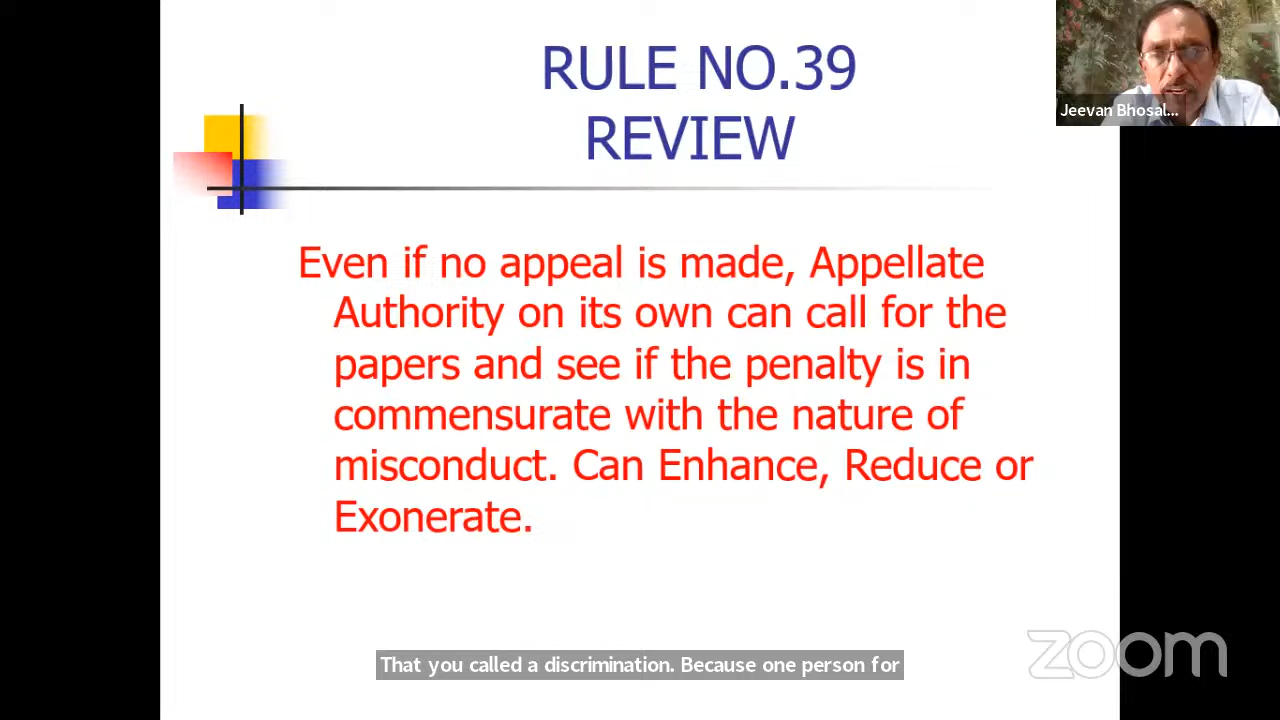 RULE NO.39
REVIEW
Jeevan Bhosal...
Even if no appeal is made, Appellate
Authority on its own can call for the
papers and see if the penalty is in
commensurate with the nature of
misconduct. Can Enhance, Reduce or
Exonerate.
That you called a discrimination. Because one person for
zoom